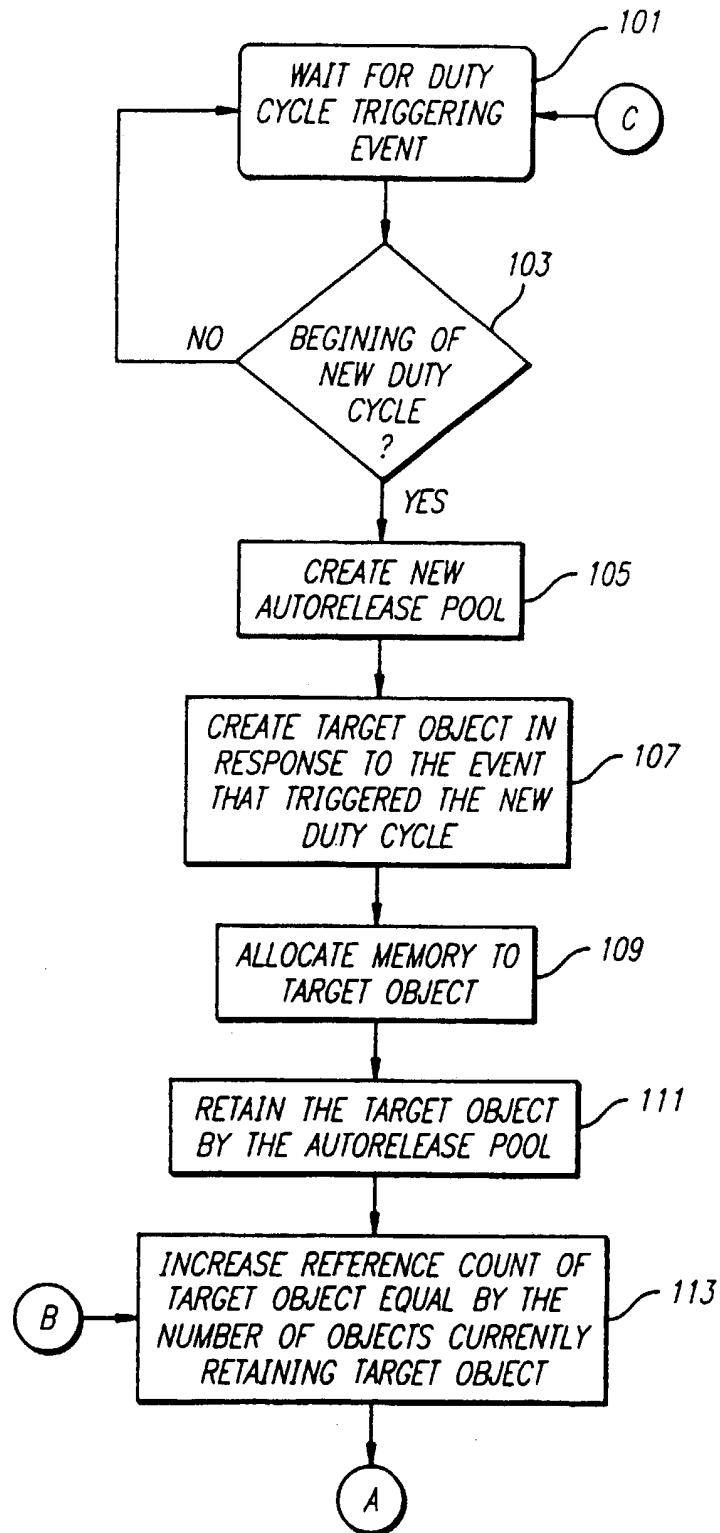 101
WAIT FOR DUTY
CYCLE TRIGGERING
EVENT
C
103
NO
BEGINING OF
NEW DUTY
CYCLE
?
YES
CREATE NEW
AUTORELEASE POOL
105
CREATE TARGET OBJECT IN
RESPONSE TO THE EVENT
THAT TRIGGERED THE NEW
DUTY CYCLE
107
ALLOCATE MEMORY TO
TARGET OBJECT
109
RETAIN THE TARGET OBJECT
BY THE AUTORELEASE POOL
111
INCREASE REFERENCE COUNT OF
TARGET OBJECT EQUAL BY THE
NUMBER OF OBJECTS CURRENTLY
RETAINING TARGET OBJECT
113
B
A